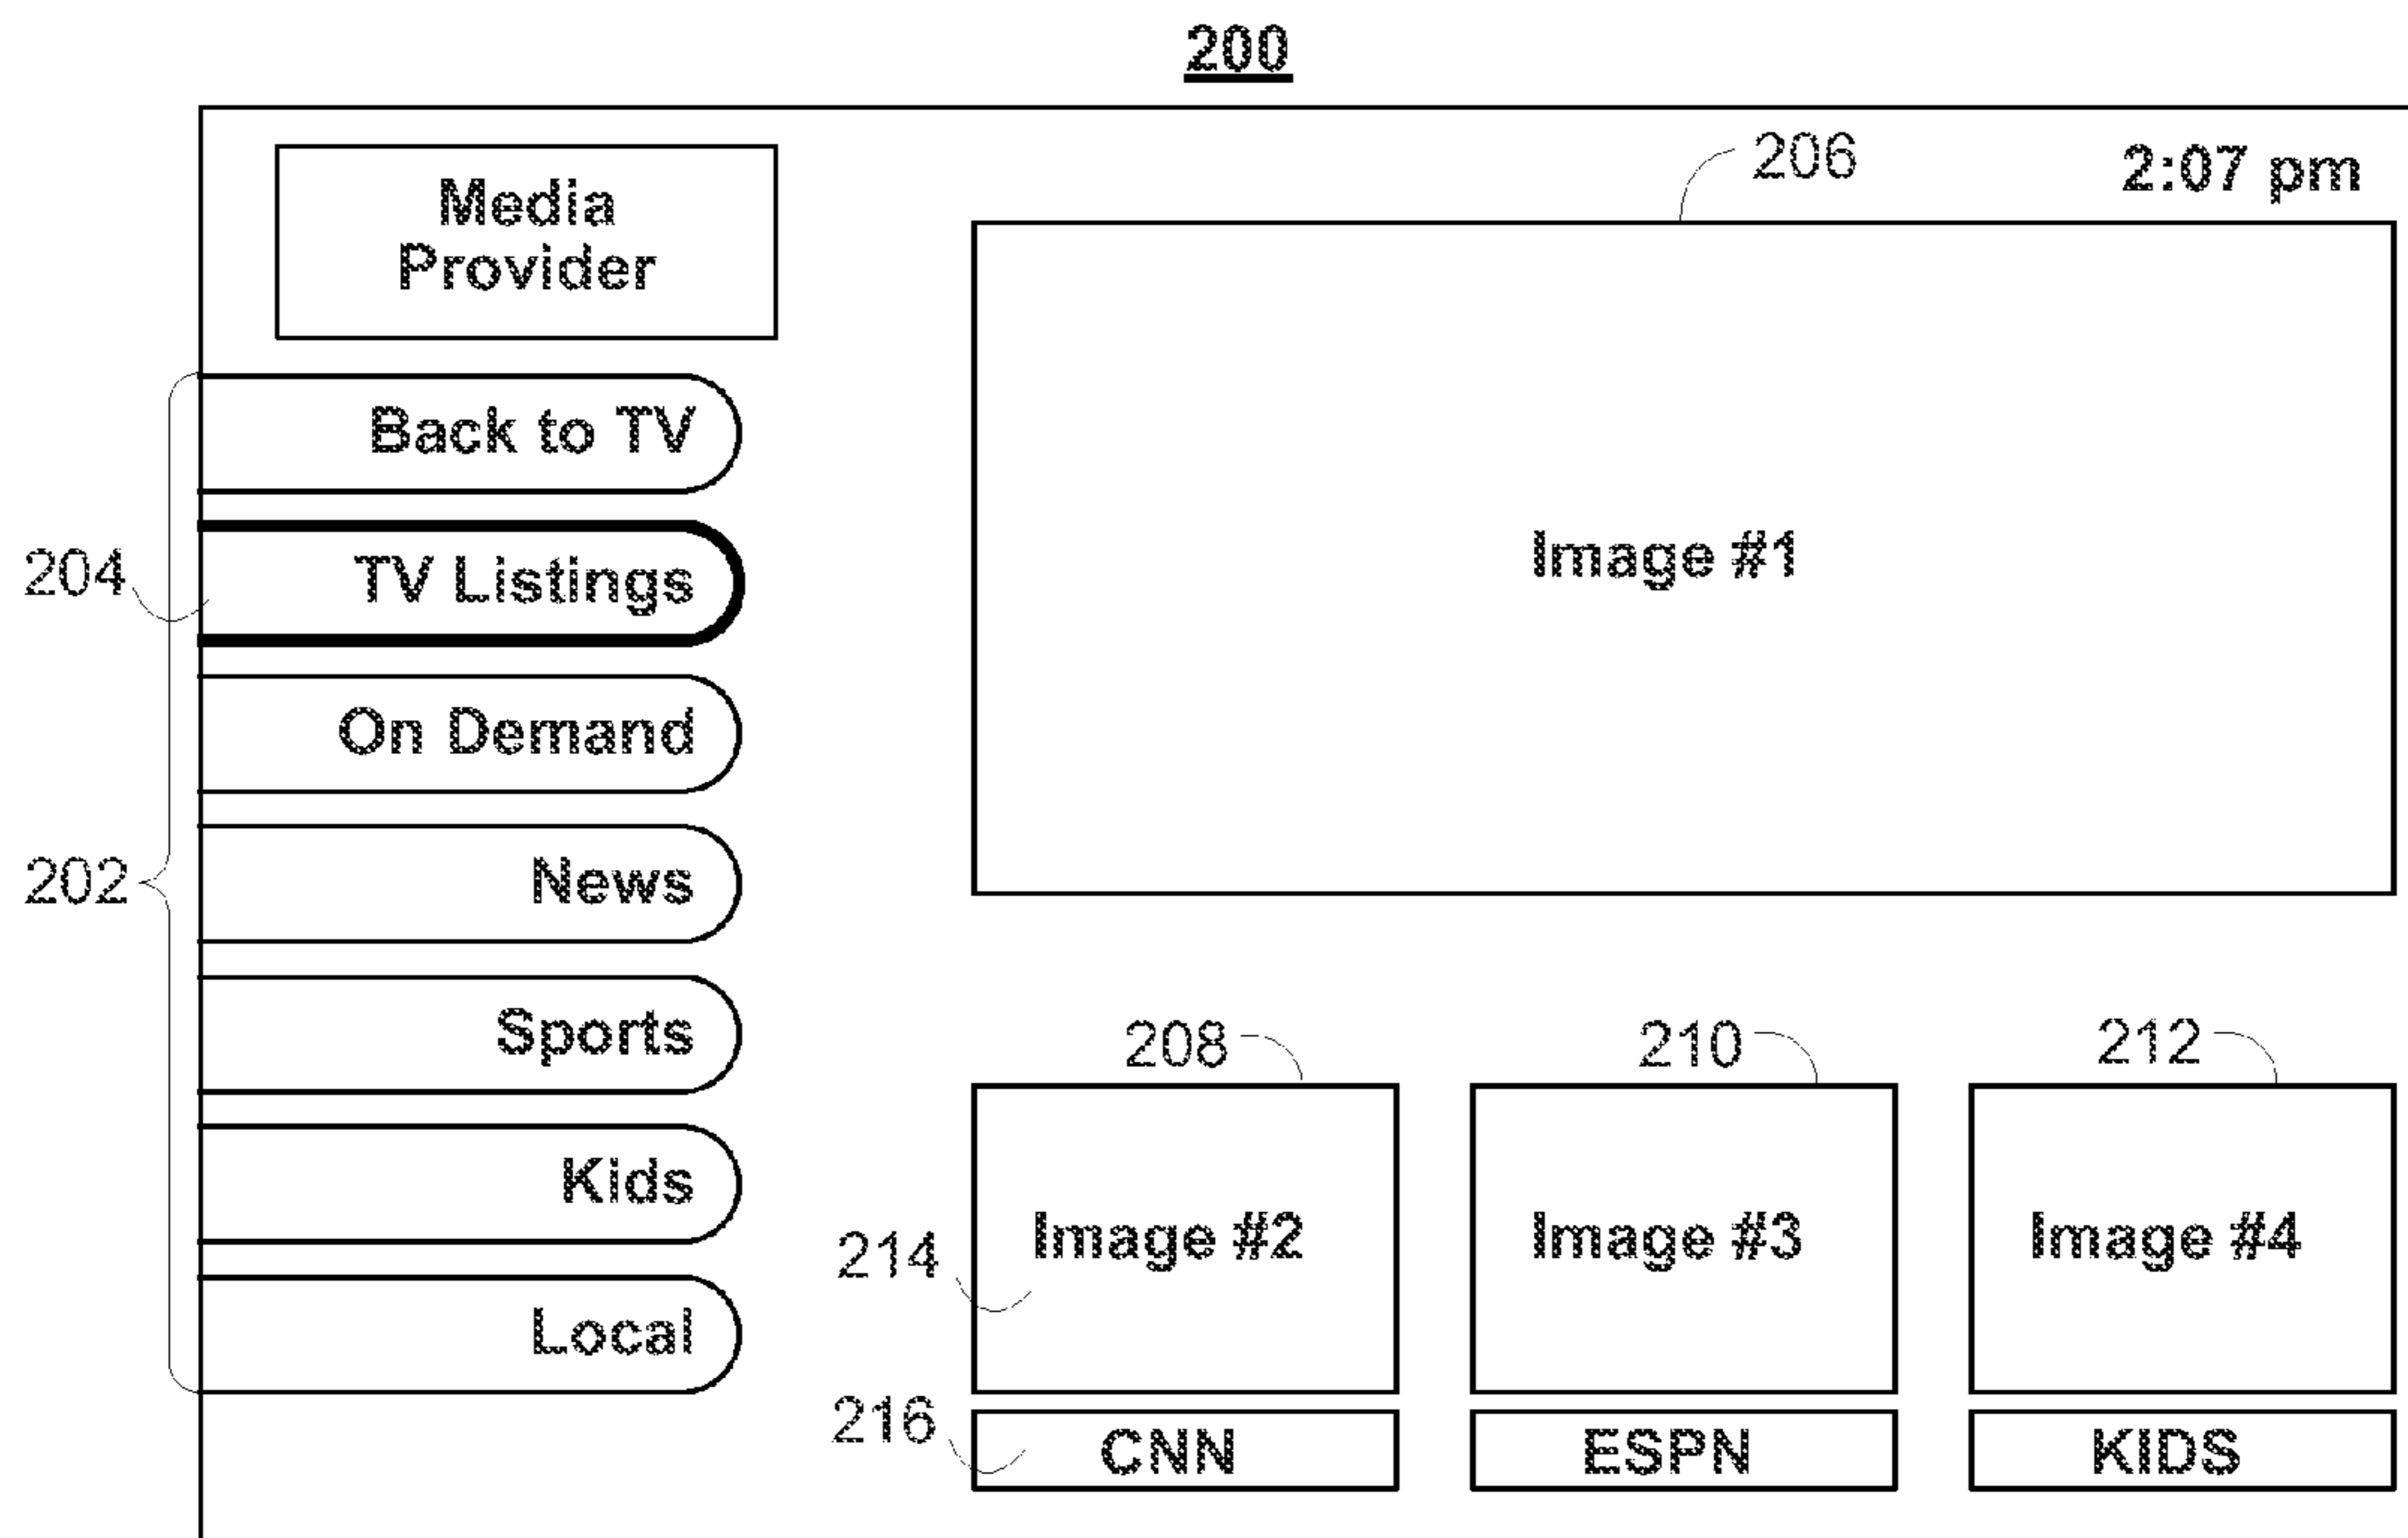 200
206
2:07 pm
Media
Provider
Back to TV
204
TV Listings
Image #1
On Demand
202
News
Sports
208
210
212
Kids
214
Image #2
Image #3
Image #4
Local
216
CNN
ESPN
KIDS